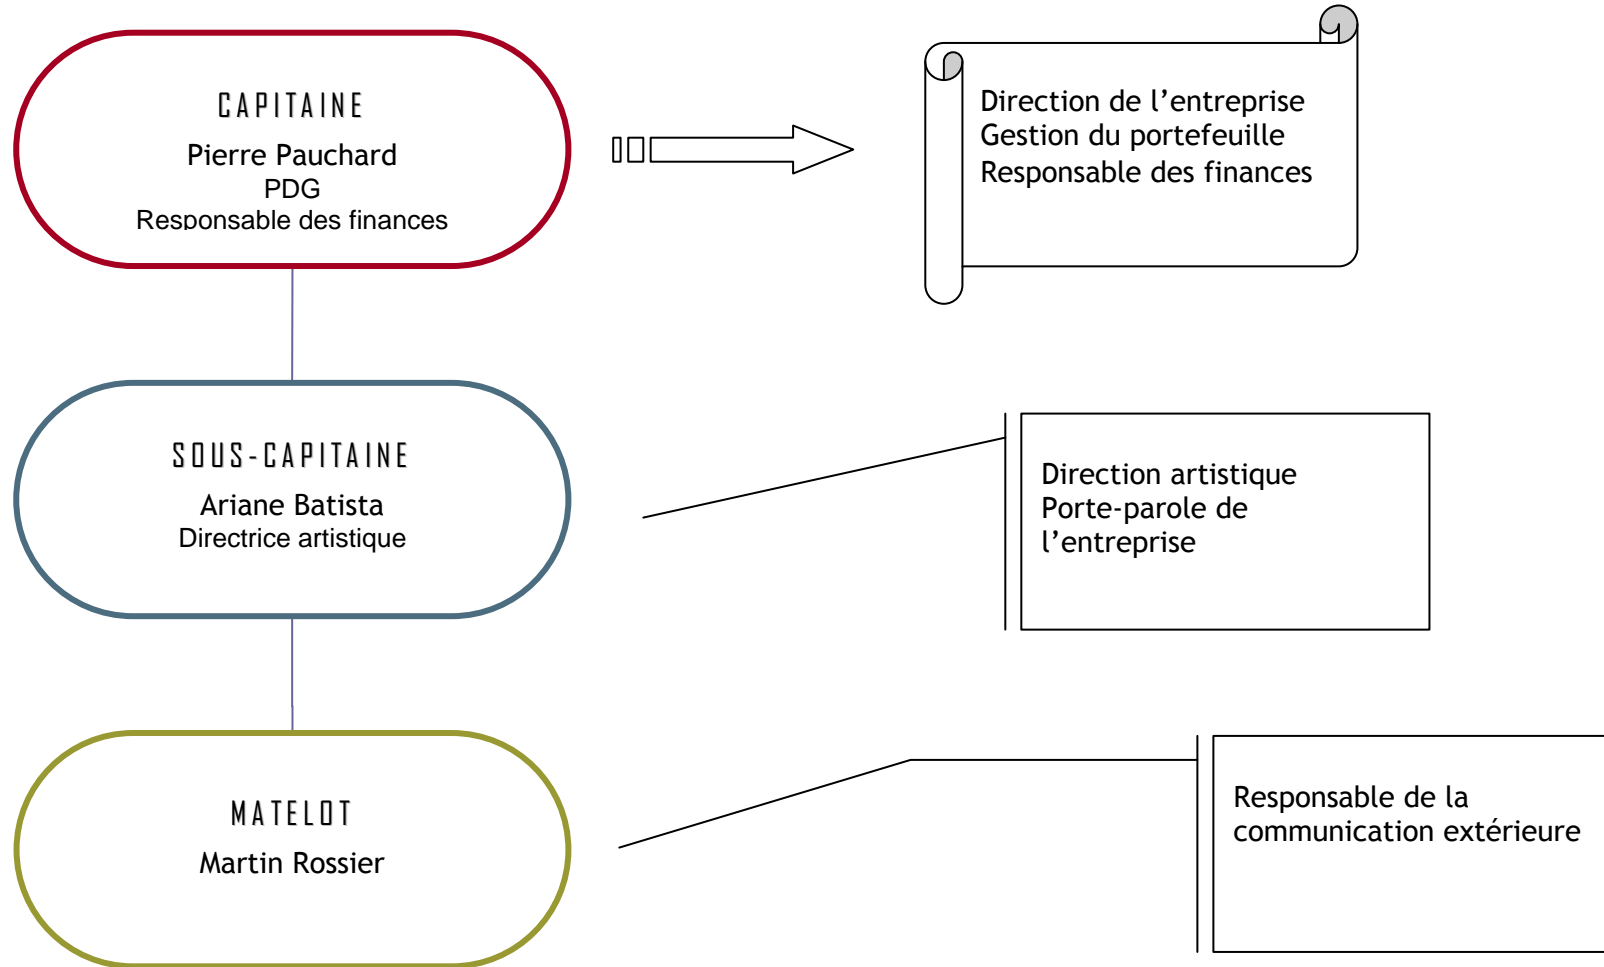 CAPITAINE
Pierre Pauchard
PDG
Responsable des finances
Direction de l’entreprise
Gestion du portefeuille
Responsable des finances
SOUS-CAPITAINE
Ariane Batista
Directrice artistique
Direction artistique
Porte-parole de
l’entreprise
MATELOT
Martin Rossier
Responsable de la
communication extérieure